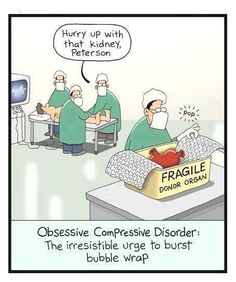 Hurry up with
that kidney,
Peterson
Pop
FRAGILE
DONOR ORGAN
Obsessive Compressive Disorder:
The irresistible urge to burst
bubble wrap